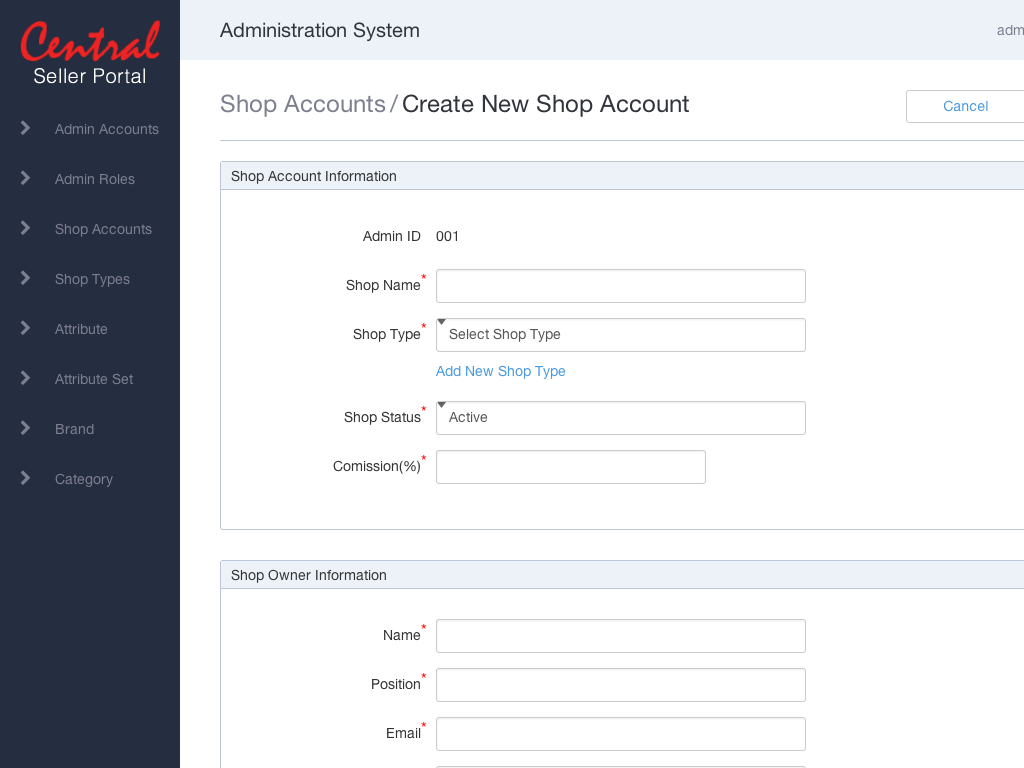 Central
Seller Portal
Admin Accounts
Admin Roles
Shop Accounts
Shop Types
Attribute
Attribute Set
Brand
Category
Administration System
adm
Shop Accounts / Create New Shop Account
Cancel
Shop Account Information
Admin ID 001
Shop Name*
Shop Type* Select Shop Type
Add New Shop Type
Shop Status* Active
Comission(%)*
Shop Owner Information
Name*
Position*
Email*